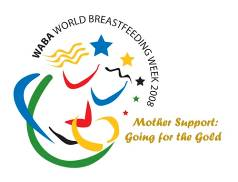 WABA WORLD BREASTFEEDING WEEK 2008
Mother Support:
Going for the Gold